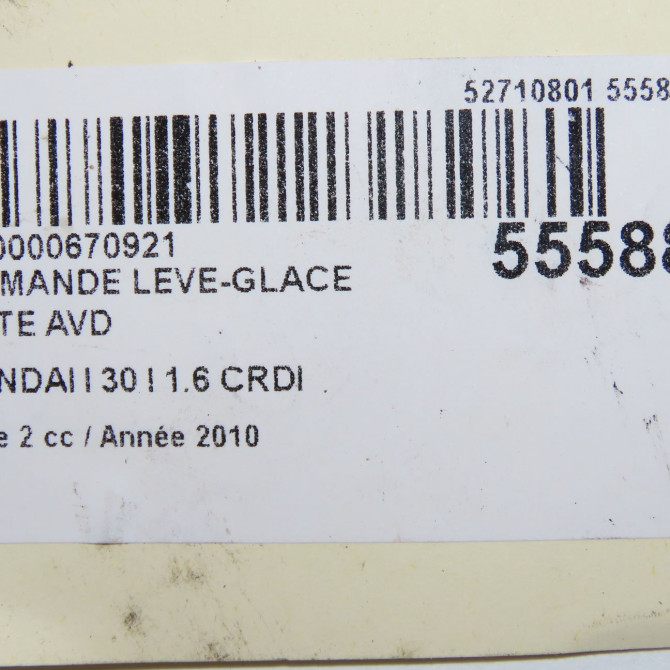 52710801 5558
0000670921
55588
MANDE LEVE-GLACE
TE AVD
NDAI I 30 I 1.6 CRDI
e 2 cc / Année 2010